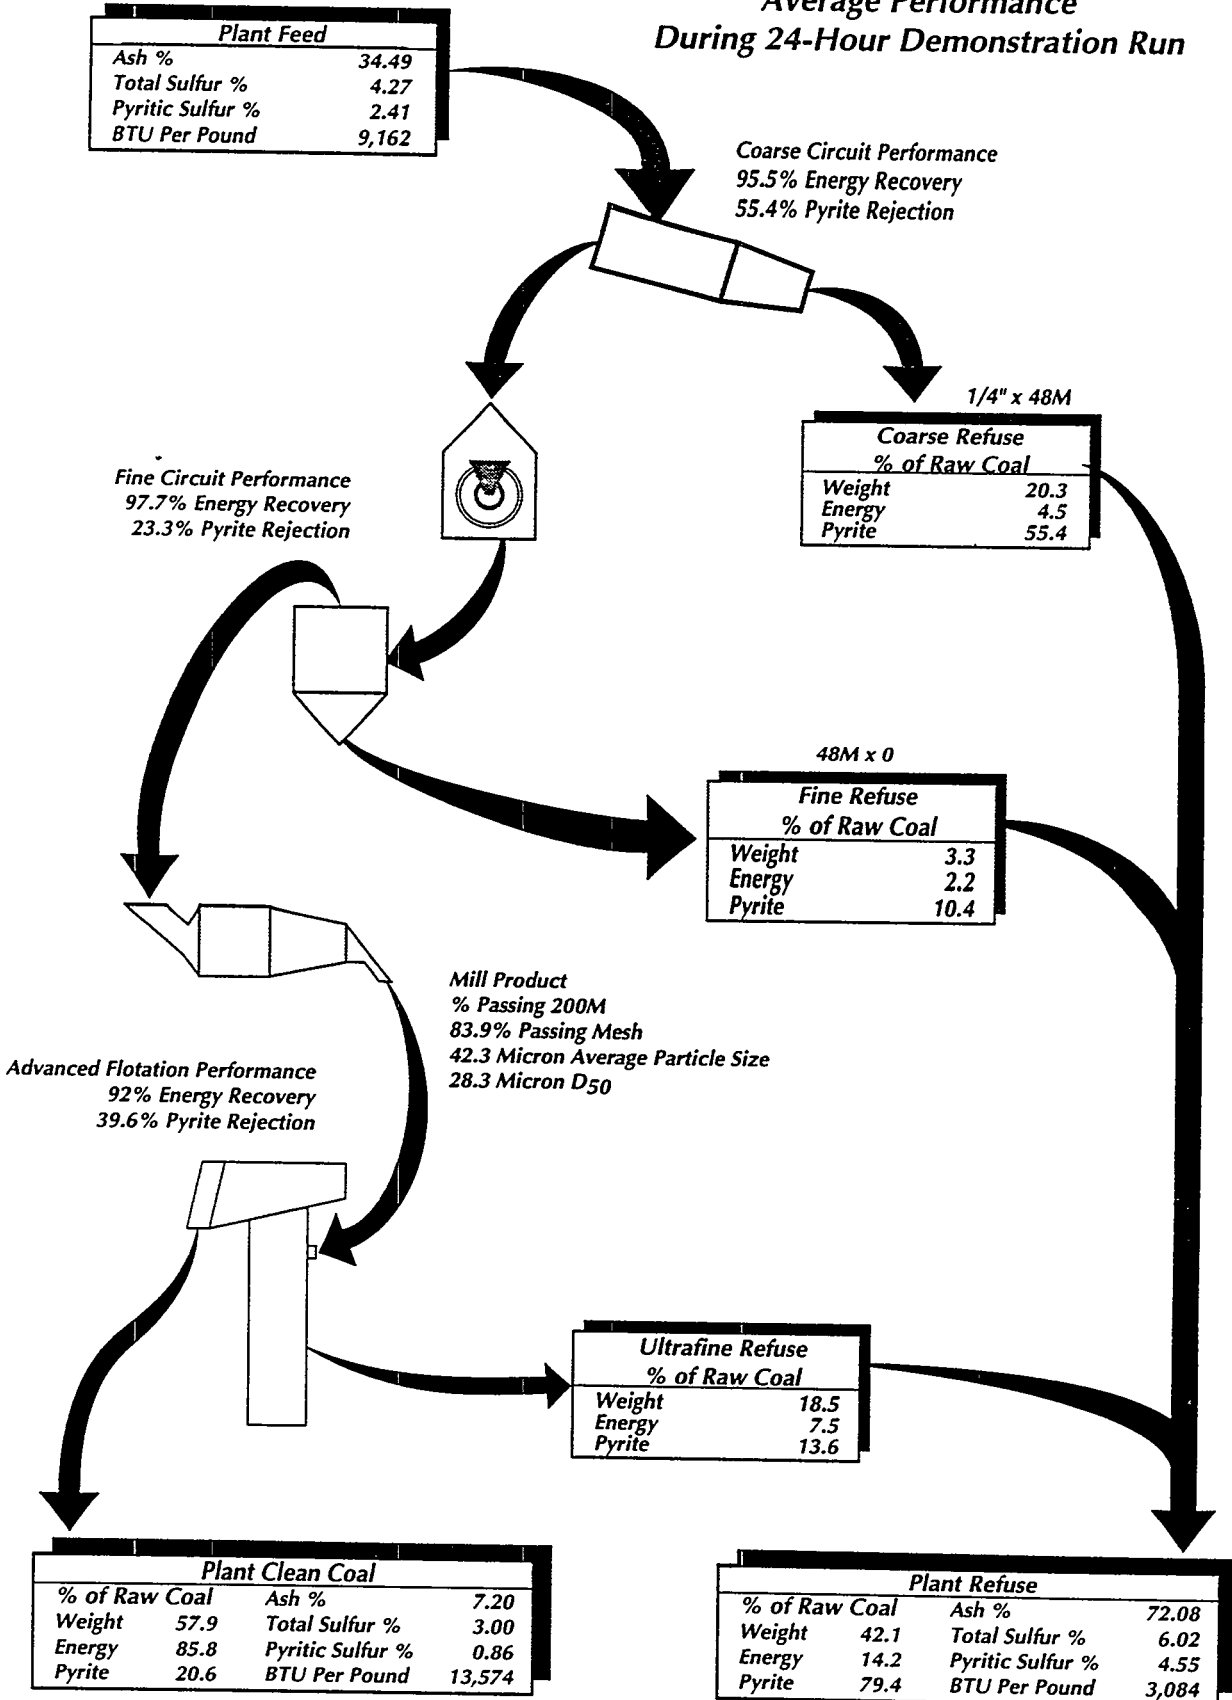 Average Performance
During 24-Hour Demonstration Run
Plant Feed
Ash % 34.49
Total Sulfur % 4.27
Pyritic Sulfur % 2.41
BTU Per Pound 9,162
Coarse Circuit Performance
95.5% Energy Recovery
55.4% Pyrite Rejection
1/4" x 48M
Coarse Refuse
% of Raw Coal
Weight 20.3
Energy 4.5
Pyrite 55.4
Fine Circuit Performance
97.7% Energy Recovery
23.3% Pyrite Rejection
48M x 0
Fine Refuse
% of Raw Coal
Weight 3.3
Energy 2.2
Pyrite 10.4
Mill Product
% Passing 200M
83.9% Passing Mesh
42.3 Micron Average Particle Size
28.3 Micron D50
Advanced Flotation Performance
92% Energy Recovery
39.6% Pyrite Rejection
Ultrafine Refuse
% of Raw Coal
Weight 18.5
Energy 7.5
Pyrite 13.6
Plant Clean Coal
% of Raw Coal Ash % 7.20
Weight 57.9 Total Sulfur % 3.00
Energy 85.8 Pyritic Sulfur % 0.86
Pyrite 20.6 BTU Per Pound 13,574
Plant Refuse
% of Raw Coal Ash % 72.08
Weight 42.1 Total Sulfur % 6.02
Energy 14.2 Pyritic Sulfur % 4.55
Pyrite 79.4 BTU Per Pound 3,084